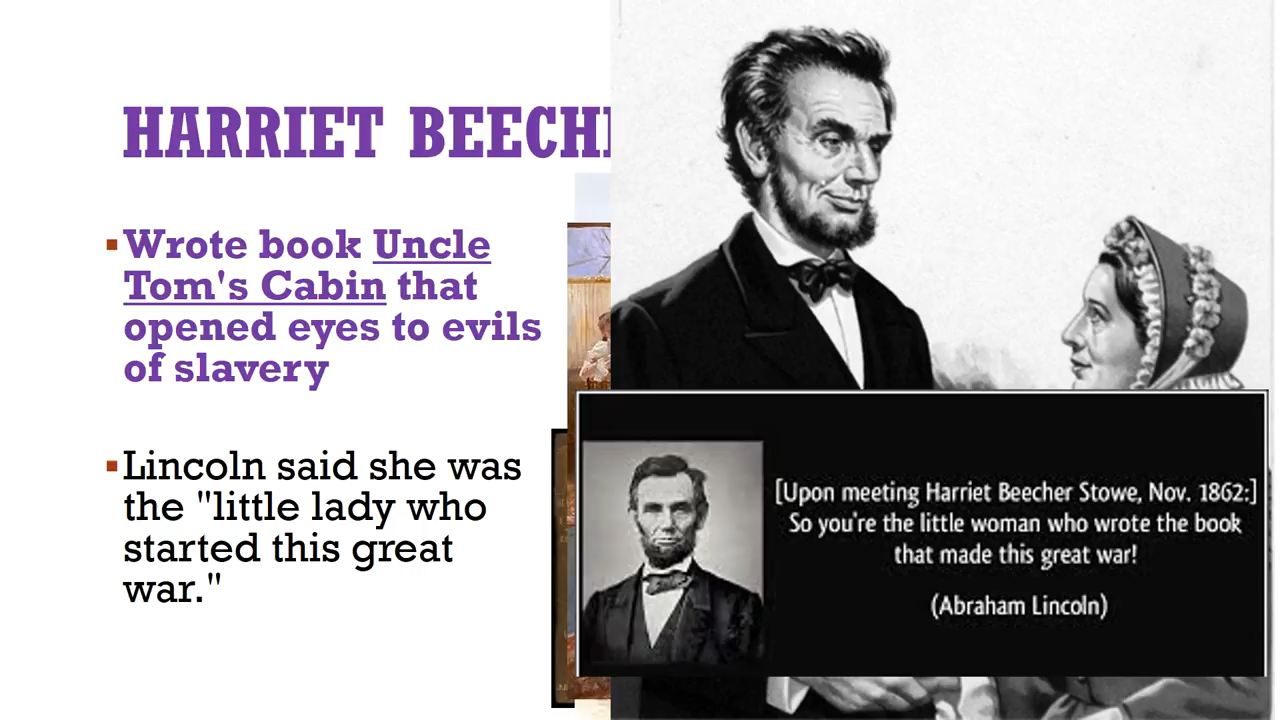 HARRIET BEECH
▪Wrote book Uncle
Tom's Cabin that
opened eyes to evils
of slavery
▪Lincoln said she was
the "little lady who
started this great
war."
[Upon meeting Harriet Beecher Stowe, Nov. 1862:]
So you're the little woman who wrote the book
that made this great war!
(Abraham Lincoln)